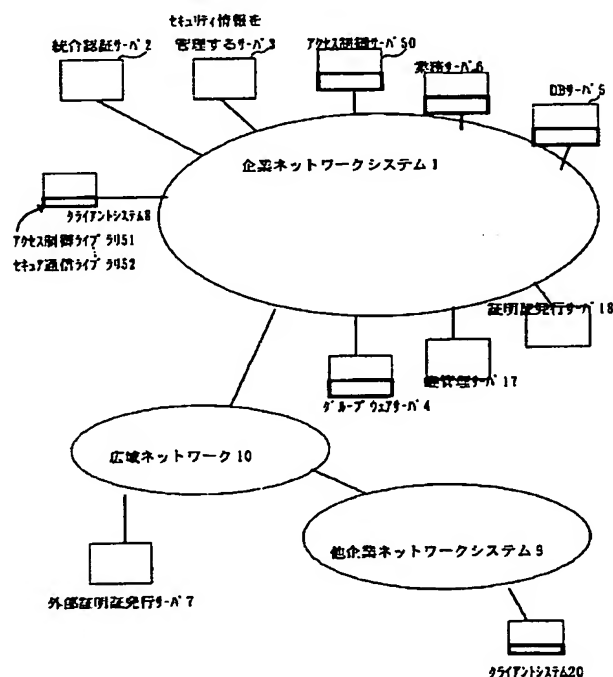 統合認証サーバ2
セキュリティ情報を
管理するサーバ3
アクセス制御サーバ50
業務サーバ6
DBサーバ5
企業ネットワークシステム1
クライアントシステム8
アクセス制御ライブラリ51
セキュア通信ライブラリ52
証明証発行サーバ18
鍵管理サーバ17
グループウェアサーバ4
広域ネットワーク10
他企業ネットワークシステム9
外部証明証発行サーバ7
クライアントシステム20